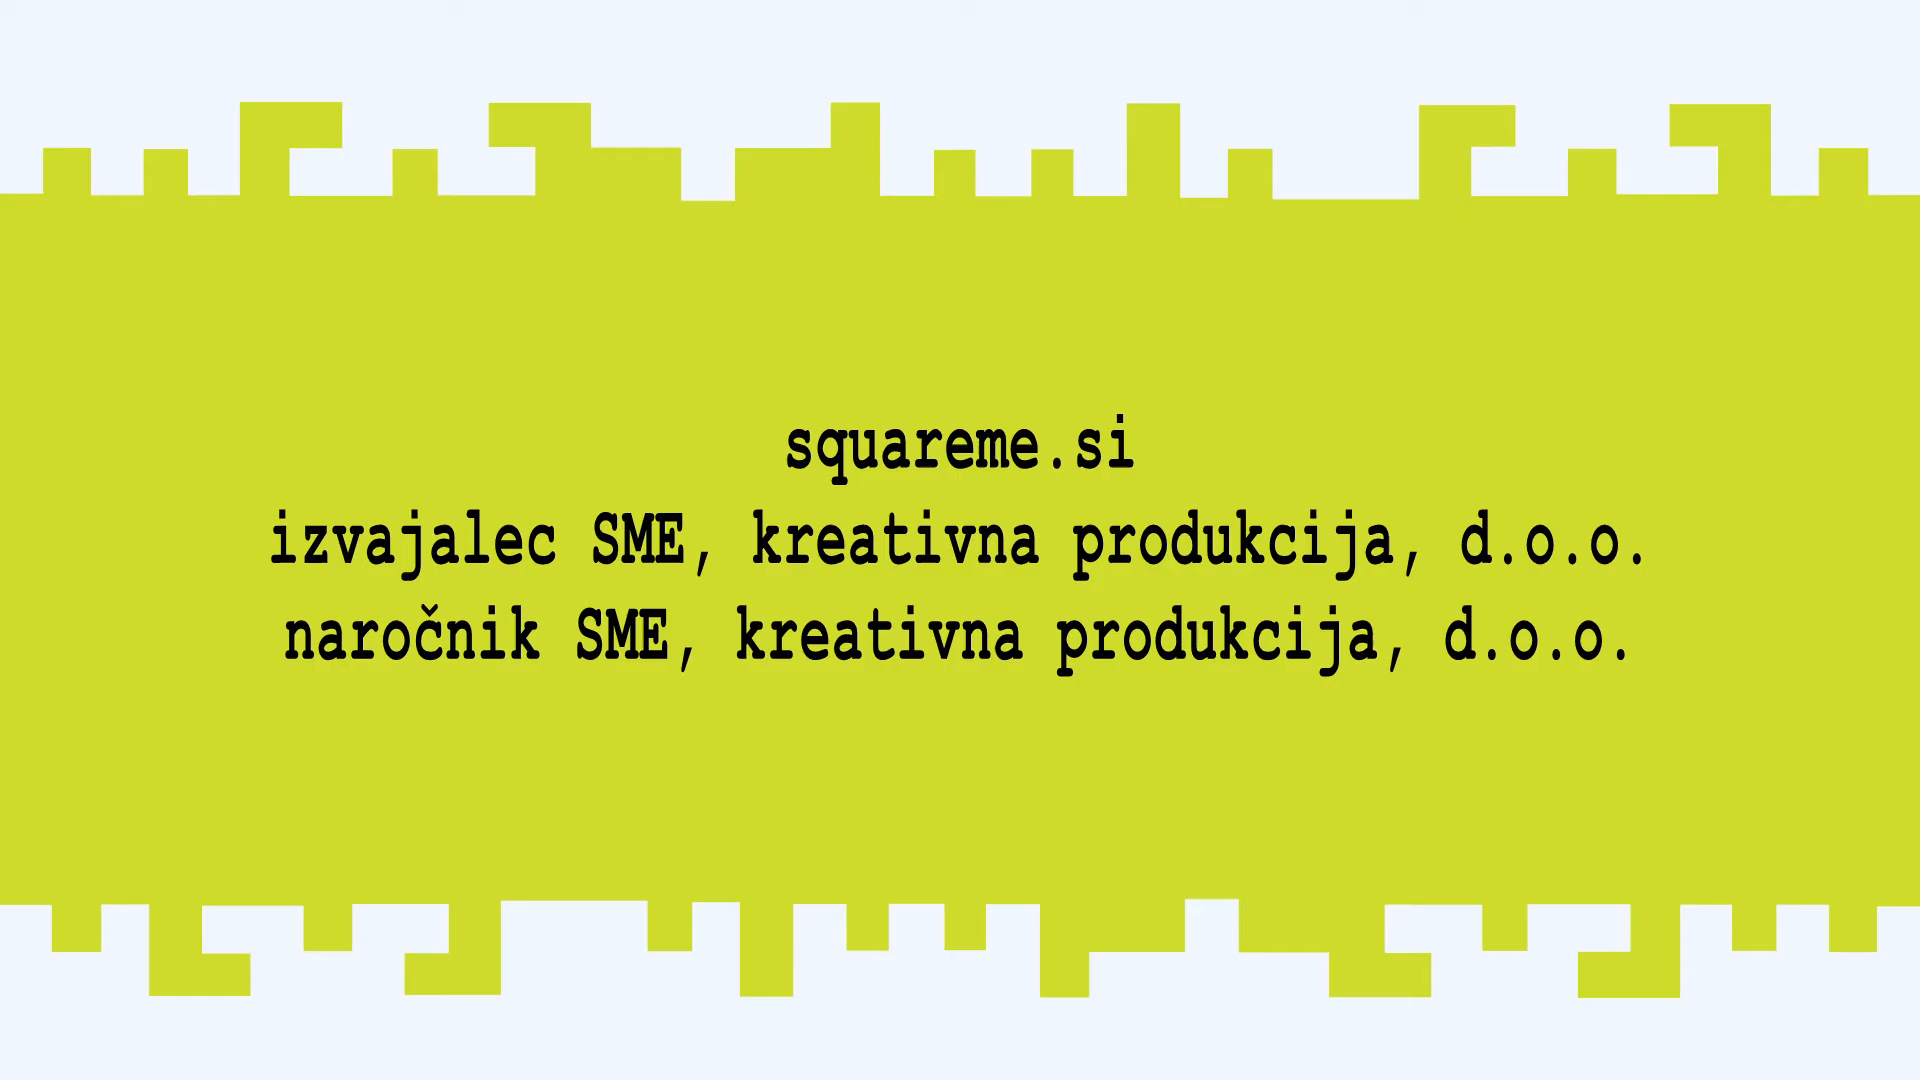 squareme.si
izvajalec SME, kreativna produkcija, d.o.o.
naročnik SME, kreativna produkcija, d.o.o.